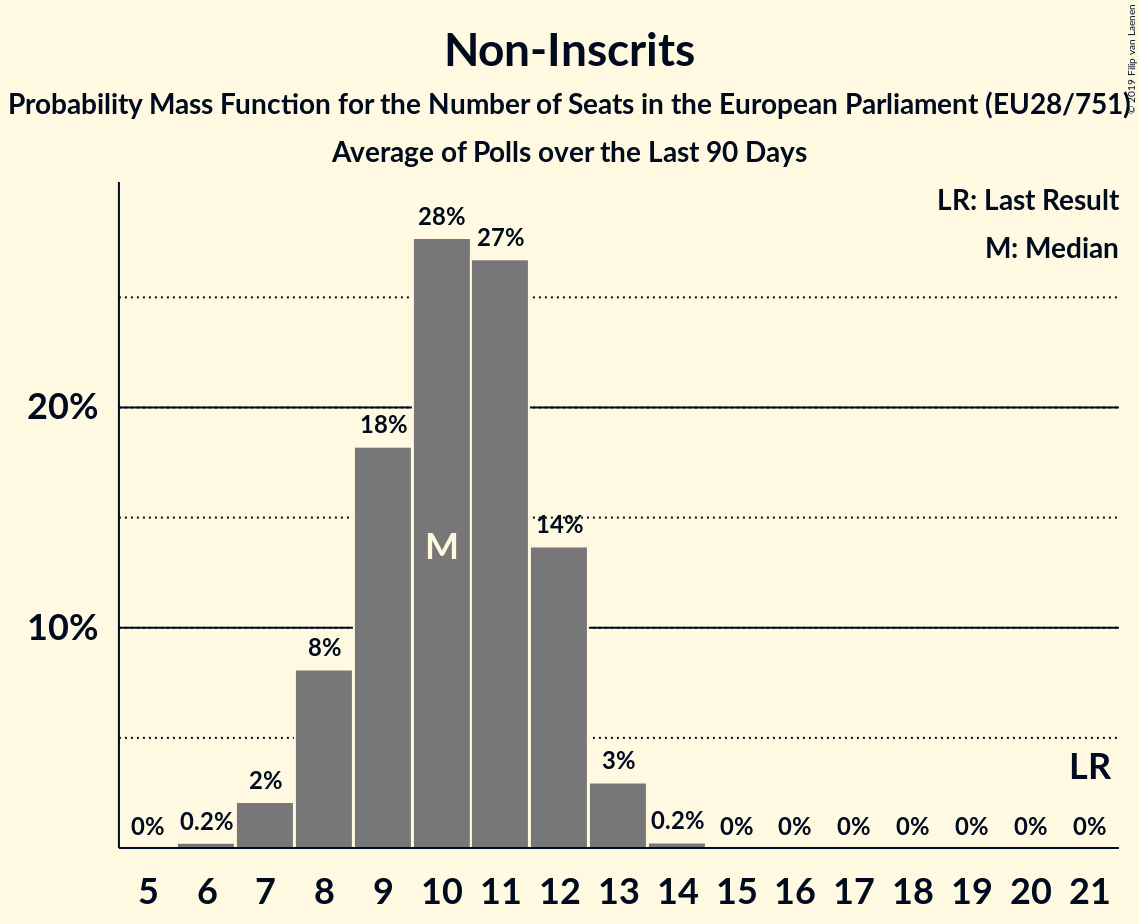 Non-Inscrits
Probability Mass Function for the Number of Seats in the European Parliament (EU28/751)
Average of Polls over the Last 90 Days
© 2019 Filip van Laenen
LR: Last Result
M: Median
28%
27%
20%
18%
14%
M
10%
8%
3%
LR
2%
0% 0.2% 0.2% 0% 0% 0% 0% 0% 0% 0%
5 6 7 8 9 10 11 12 13 14 15 16 17 18 19 20 21